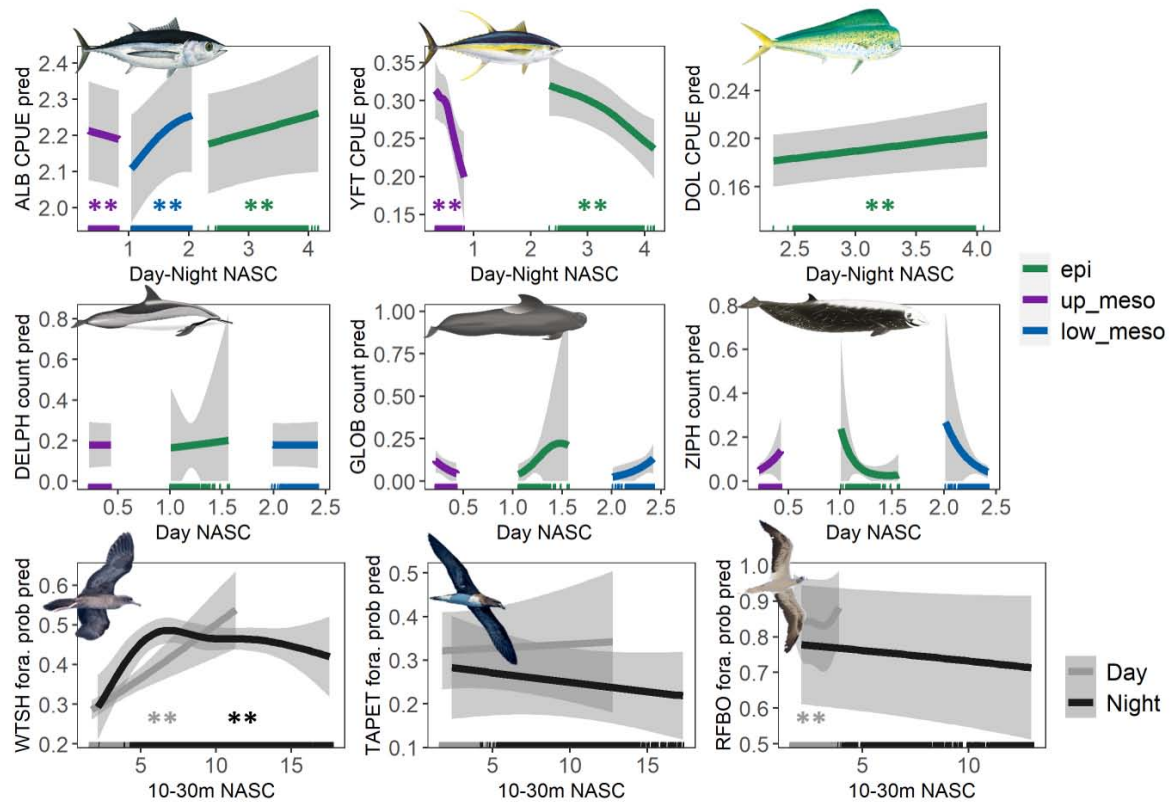 ALB CPUE pred
2.4
2.3
2.2
2.1
2.0
** ** **
1 2 3 4
Day-Night NASC
YFT CPUE pred
0.35
0.30
0.25
0.20
0.15
** **
1 2 3 4
Day-Night NASC
DOL CPUE pred
0.24
0.20
0.16
**
2.5 3.0 3.5 4.0
Day-Night NASC
epi
up_meso
low_meso
DELPH count pred
0.8
0.6
0.4
0.2
0.0
0.5 1.0 1.5 2.0 2.5
Day NASC
GLOB count pred
1.00
0.75
0.50
0.25
0.00
0.5 1.0 1.5 2.0 2.5
Day NASC
ZIPH count pred
0.8
0.6
0.4
0.2
0.0
0.5 1.0 1.5 2.0 2.5
Day NASC
WTSH fora. prob pred
0.6
0.5
0.4
0.3
0.2
** **
5 10 15
10-30m NASC
TAPET fora. prob pred
0.5
0.4
0.3
0.2
0.1
5 10 15
10-30m NASC
RFBO fora. prob pred
1.0
0.9
0.8
0.7
0.6
0.5
**
5 10
10-30m NASC
Day
Night